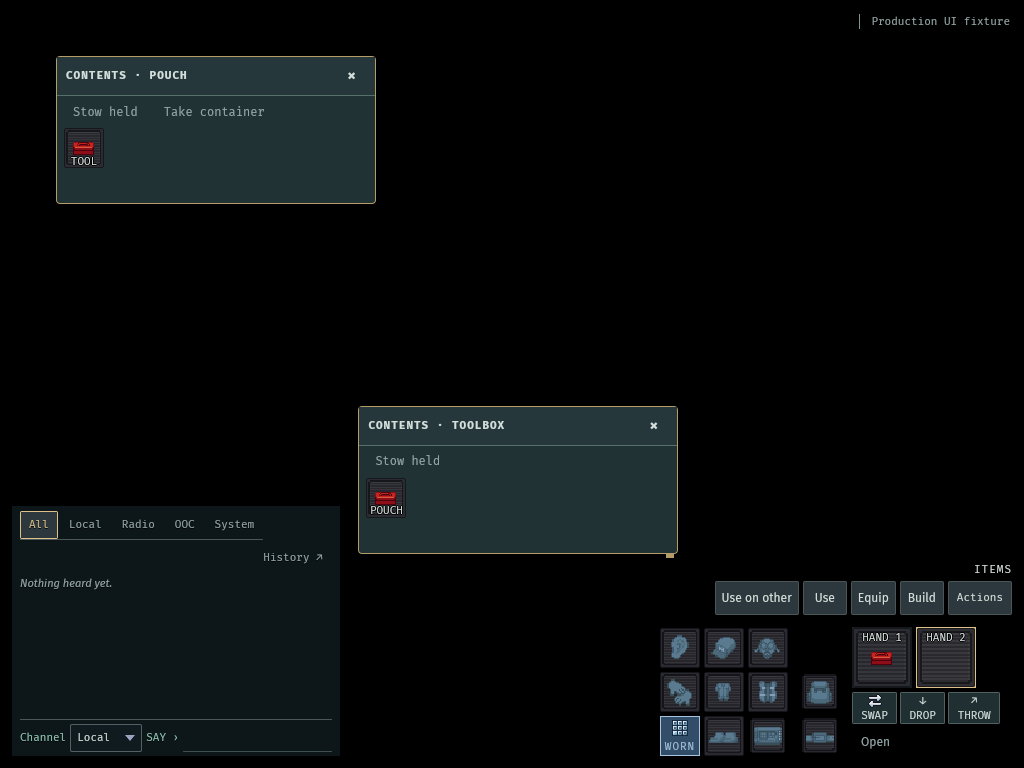 Production UI fixture
CONTENTS · POUCH ✖
Stow held Take container
TOOL
CONTENTS · TOOLBOX ✖
Stow held
POUCH
All Local Radio OOC System
History ↗
Nothing heard yet.
Channel Local SAY ›
ITEMS
Use on other Use Equip Build Actions
HAND 1 HAND 2
SWAP DROP THROW
WORN
Open